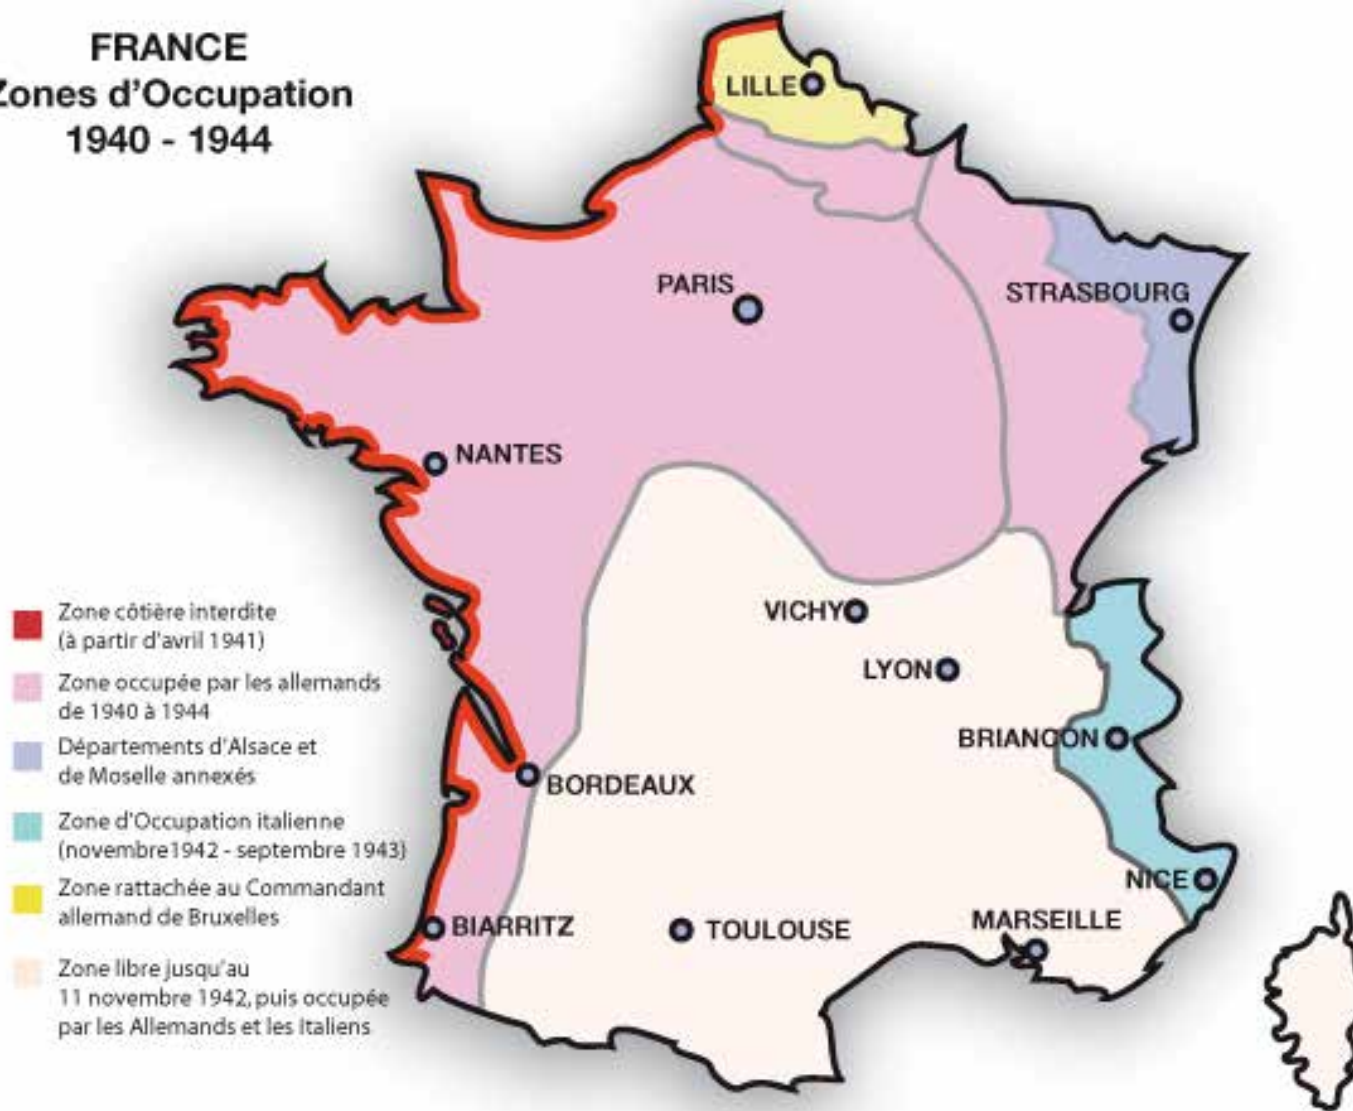 FRANCE
Zones d'Occupation
1940 - 1944
LILLE
PARIS
STRASBOURG
NANTES
VICHY
LYON
BRIANCON
BORDEAUX
NICE
BIARRITZ
TOULOUSE
MARSEILLE
Zone côtière interdite
(à partir d'avril 1941)
Zone occupée par les allemands
de 1940 à 1944
Départements d'Alsace et
de Moselle annexés
Zone d'Occupation italienne
(novembre1942 - septembre 1943)
Zone rattachée au Commandant
allemand de Bruxelles
Zone libre jusqu'au
11 novembre 1942, puis occupée
par les Allemands et les Italiens